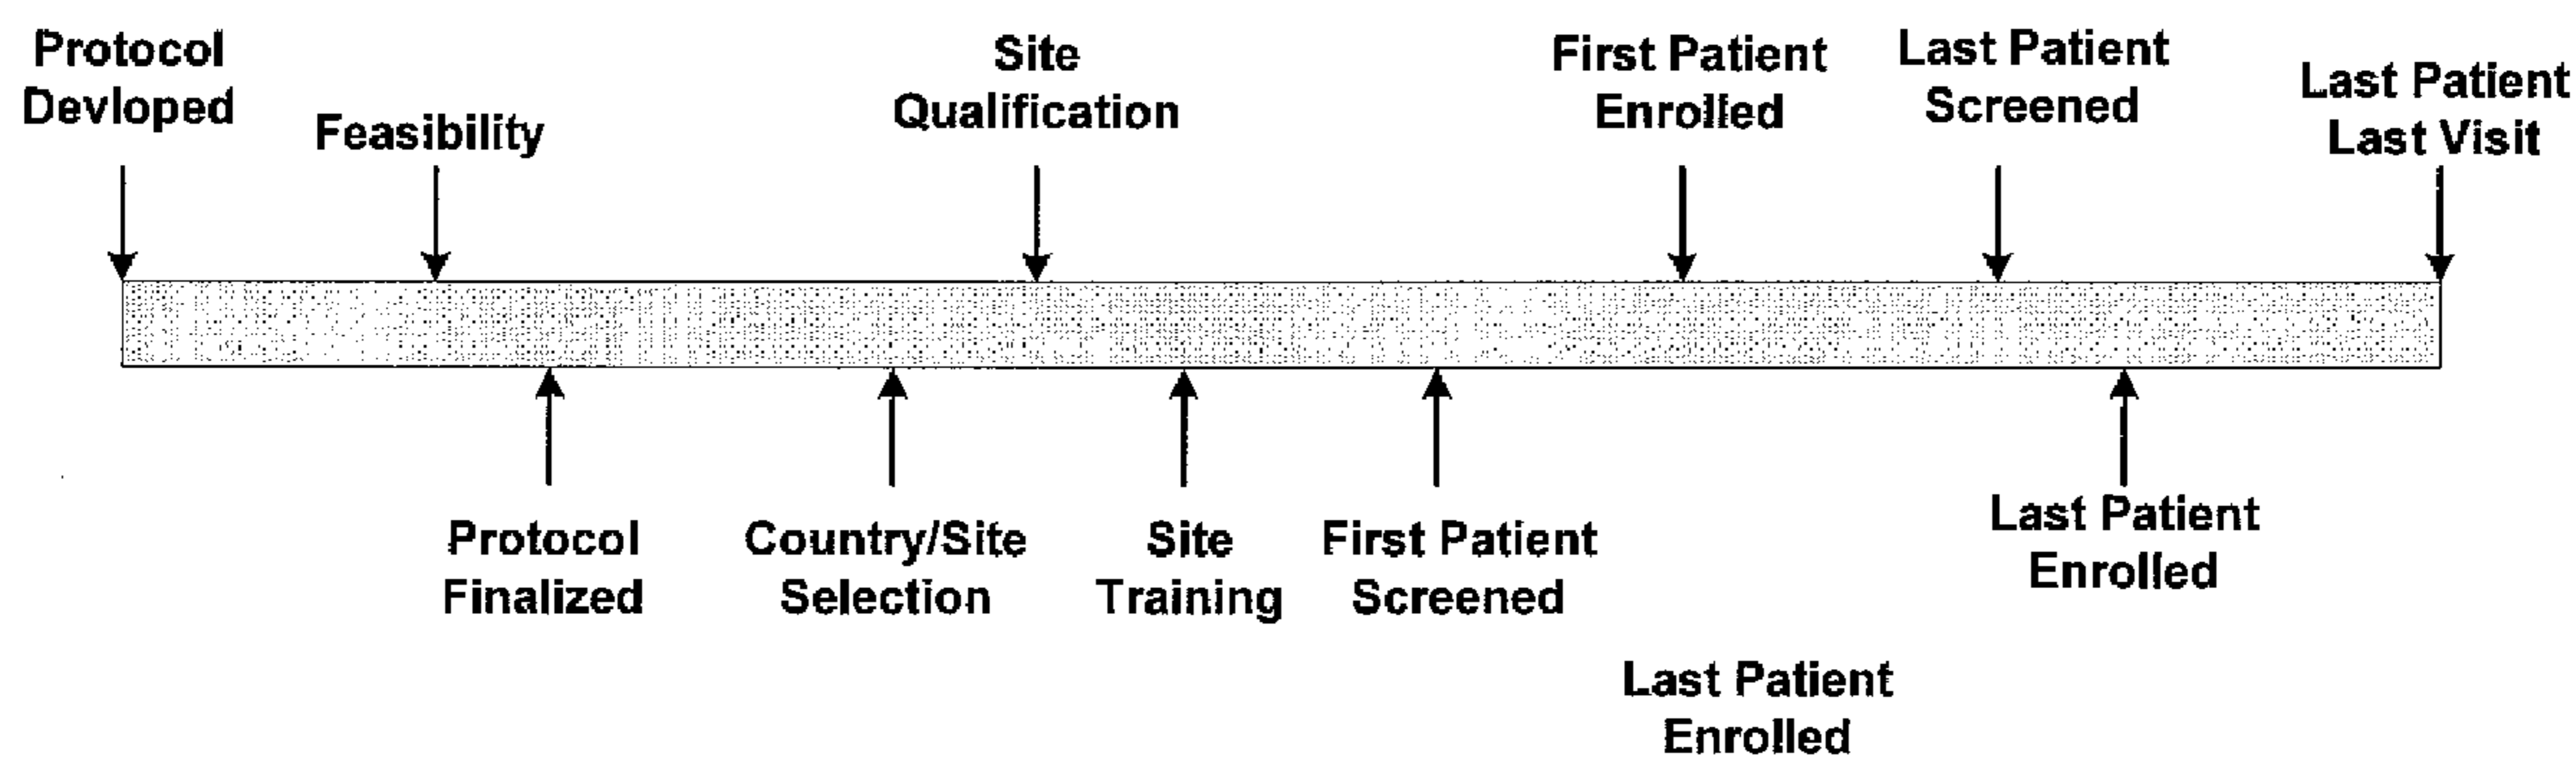 Protocol
Devloped
Feasibility
Site
Qualification
First Patient
Enrolled
Last Patient
Screened
Last Patient
Last Visit
Protocol
Finalized
Country/Site
Selection
Site
Training
First Patient
Screened
Last Patient
Enrolled
Last Patient
Enrolled